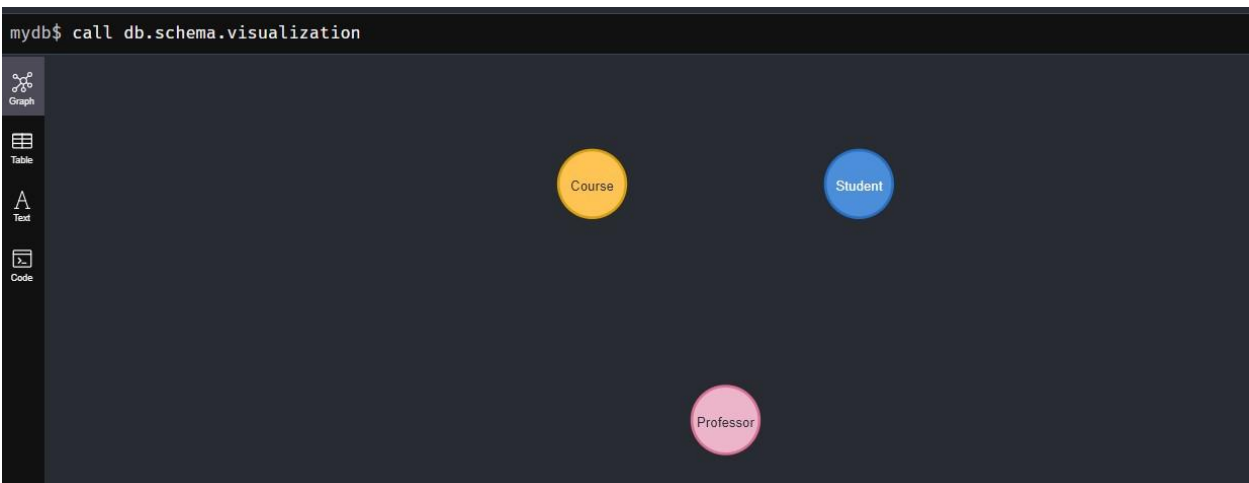 mydb$ call db.schema.visualization
Graph
Table
Text
Code
Course
Student
Professor